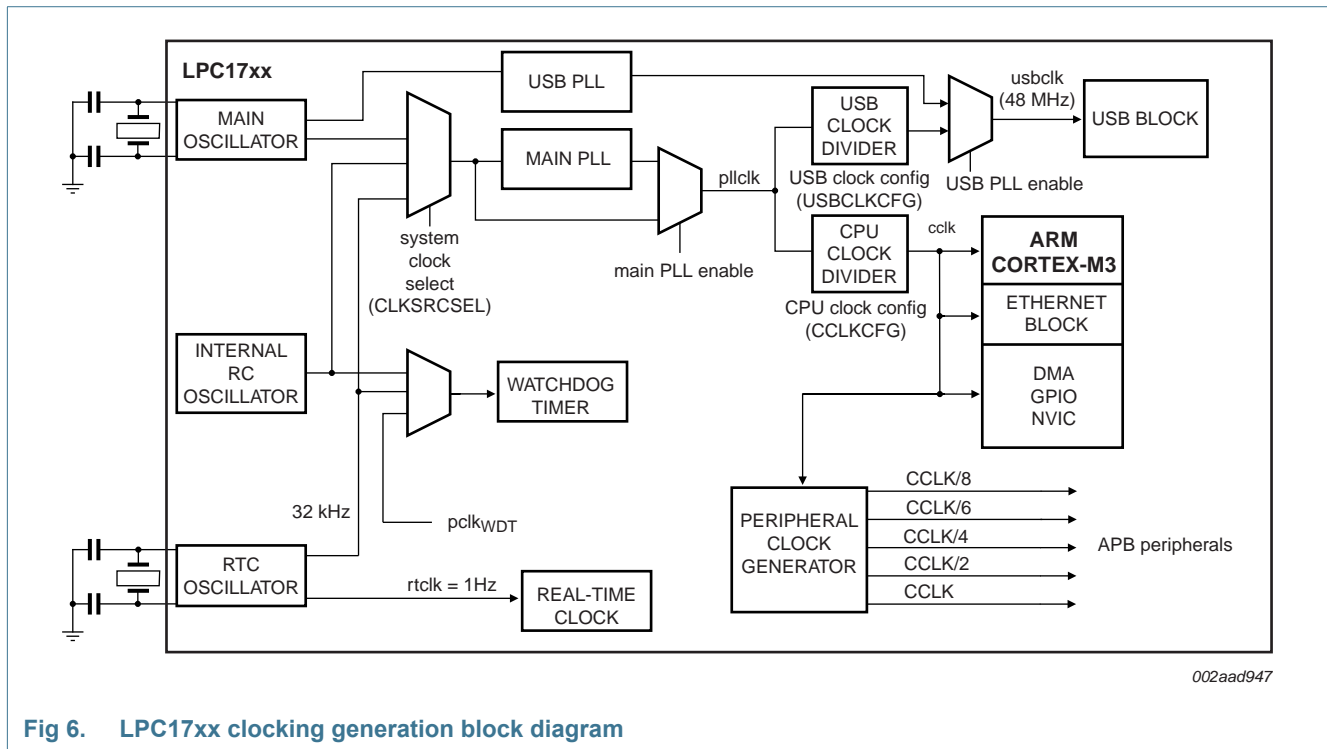 LPC17xx
MAIN
OSCILLATOR
USB PLL
MAIN PLL
system
clock
select
(CLKSRCSEL)
main PLL enable
pllclk
USB
CLOCK
DIVIDER
USB clock config
(USBCLKCFG)
usbclk
(48 MHz)
USB BLOCK
USB PLL enable
CPU
CLOCK
DIVIDER
CPU clock config
(CCLKCFG)
cclk
ARM
CORTEX-M3
ETHERNET
BLOCK
DMA
GPIO
NVIC
INTERNAL
RC
OSCILLATOR
WATCHDOG
TIMER
pclkWDT
32 kHz
RTC
OSCILLATOR
rtclk = 1Hz
REAL-TIME
CLOCK
PERIPHERAL
CLOCK
GENERATOR
CCLK/8
CCLK/6
CCLK/4
CCLK/2
CCLK
APB peripherals
002aad947
Fig 6. LPC17xx clocking generation block diagram